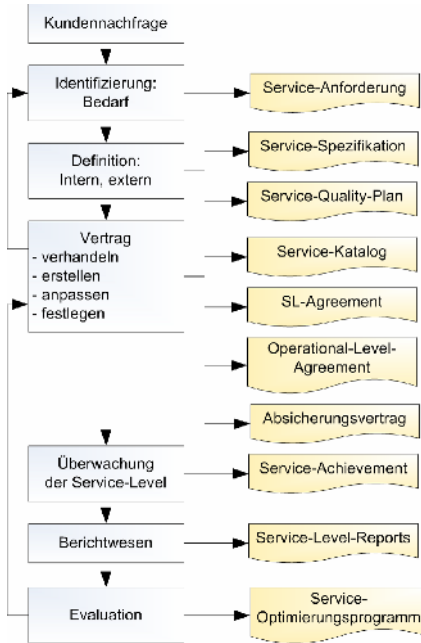 Kundennachfrage
Identifizierung:
Bedarf
Service-Anforderung
Definition:
Intern, extern
Service-Spezifikation
Service-Quality-Plan
Vertrag
- verhandeln
- erstellen
- anpassen
- festlegen
Service-Katalog
SL-Agreement
Operational-Level-
Agreement
Absicherungsvertrag
Überwachung
der Service-Level
Service-Achievement
Berichtwesen
Service-Level-Reports
Evaluation
Service-
Optimierungsprogramm